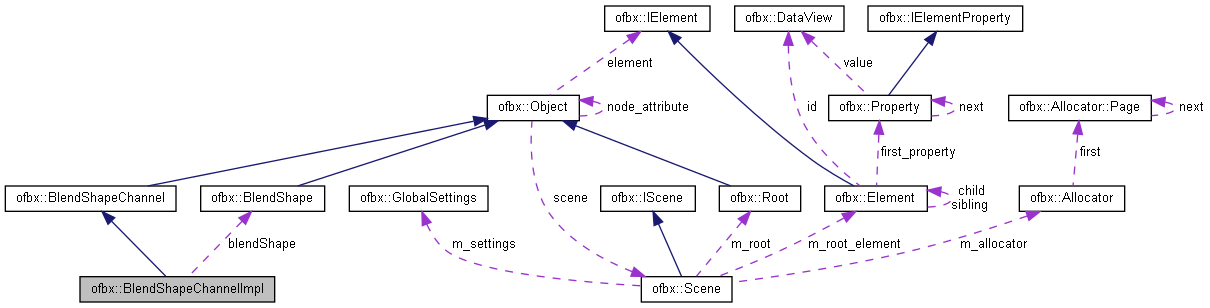 ofbx::IElement
ofbx::DataView
ofbx::IElementProperty
element
value
ofbx::Object
node_attribute
id
ofbx::Property
next
ofbx::Allocator::Page
next
first_property
first
ofbx::BlendShapeChannel
ofbx::BlendShape
ofbx::GlobalSettings
scene
ofbx::IScene
ofbx::Root
ofbx::Element
child
sibling
ofbx::Allocator
blendShape
m_settings
m_root
m_root_element
m_allocator
ofbx::BlendShapeChannelImpl
ofbx::Scene